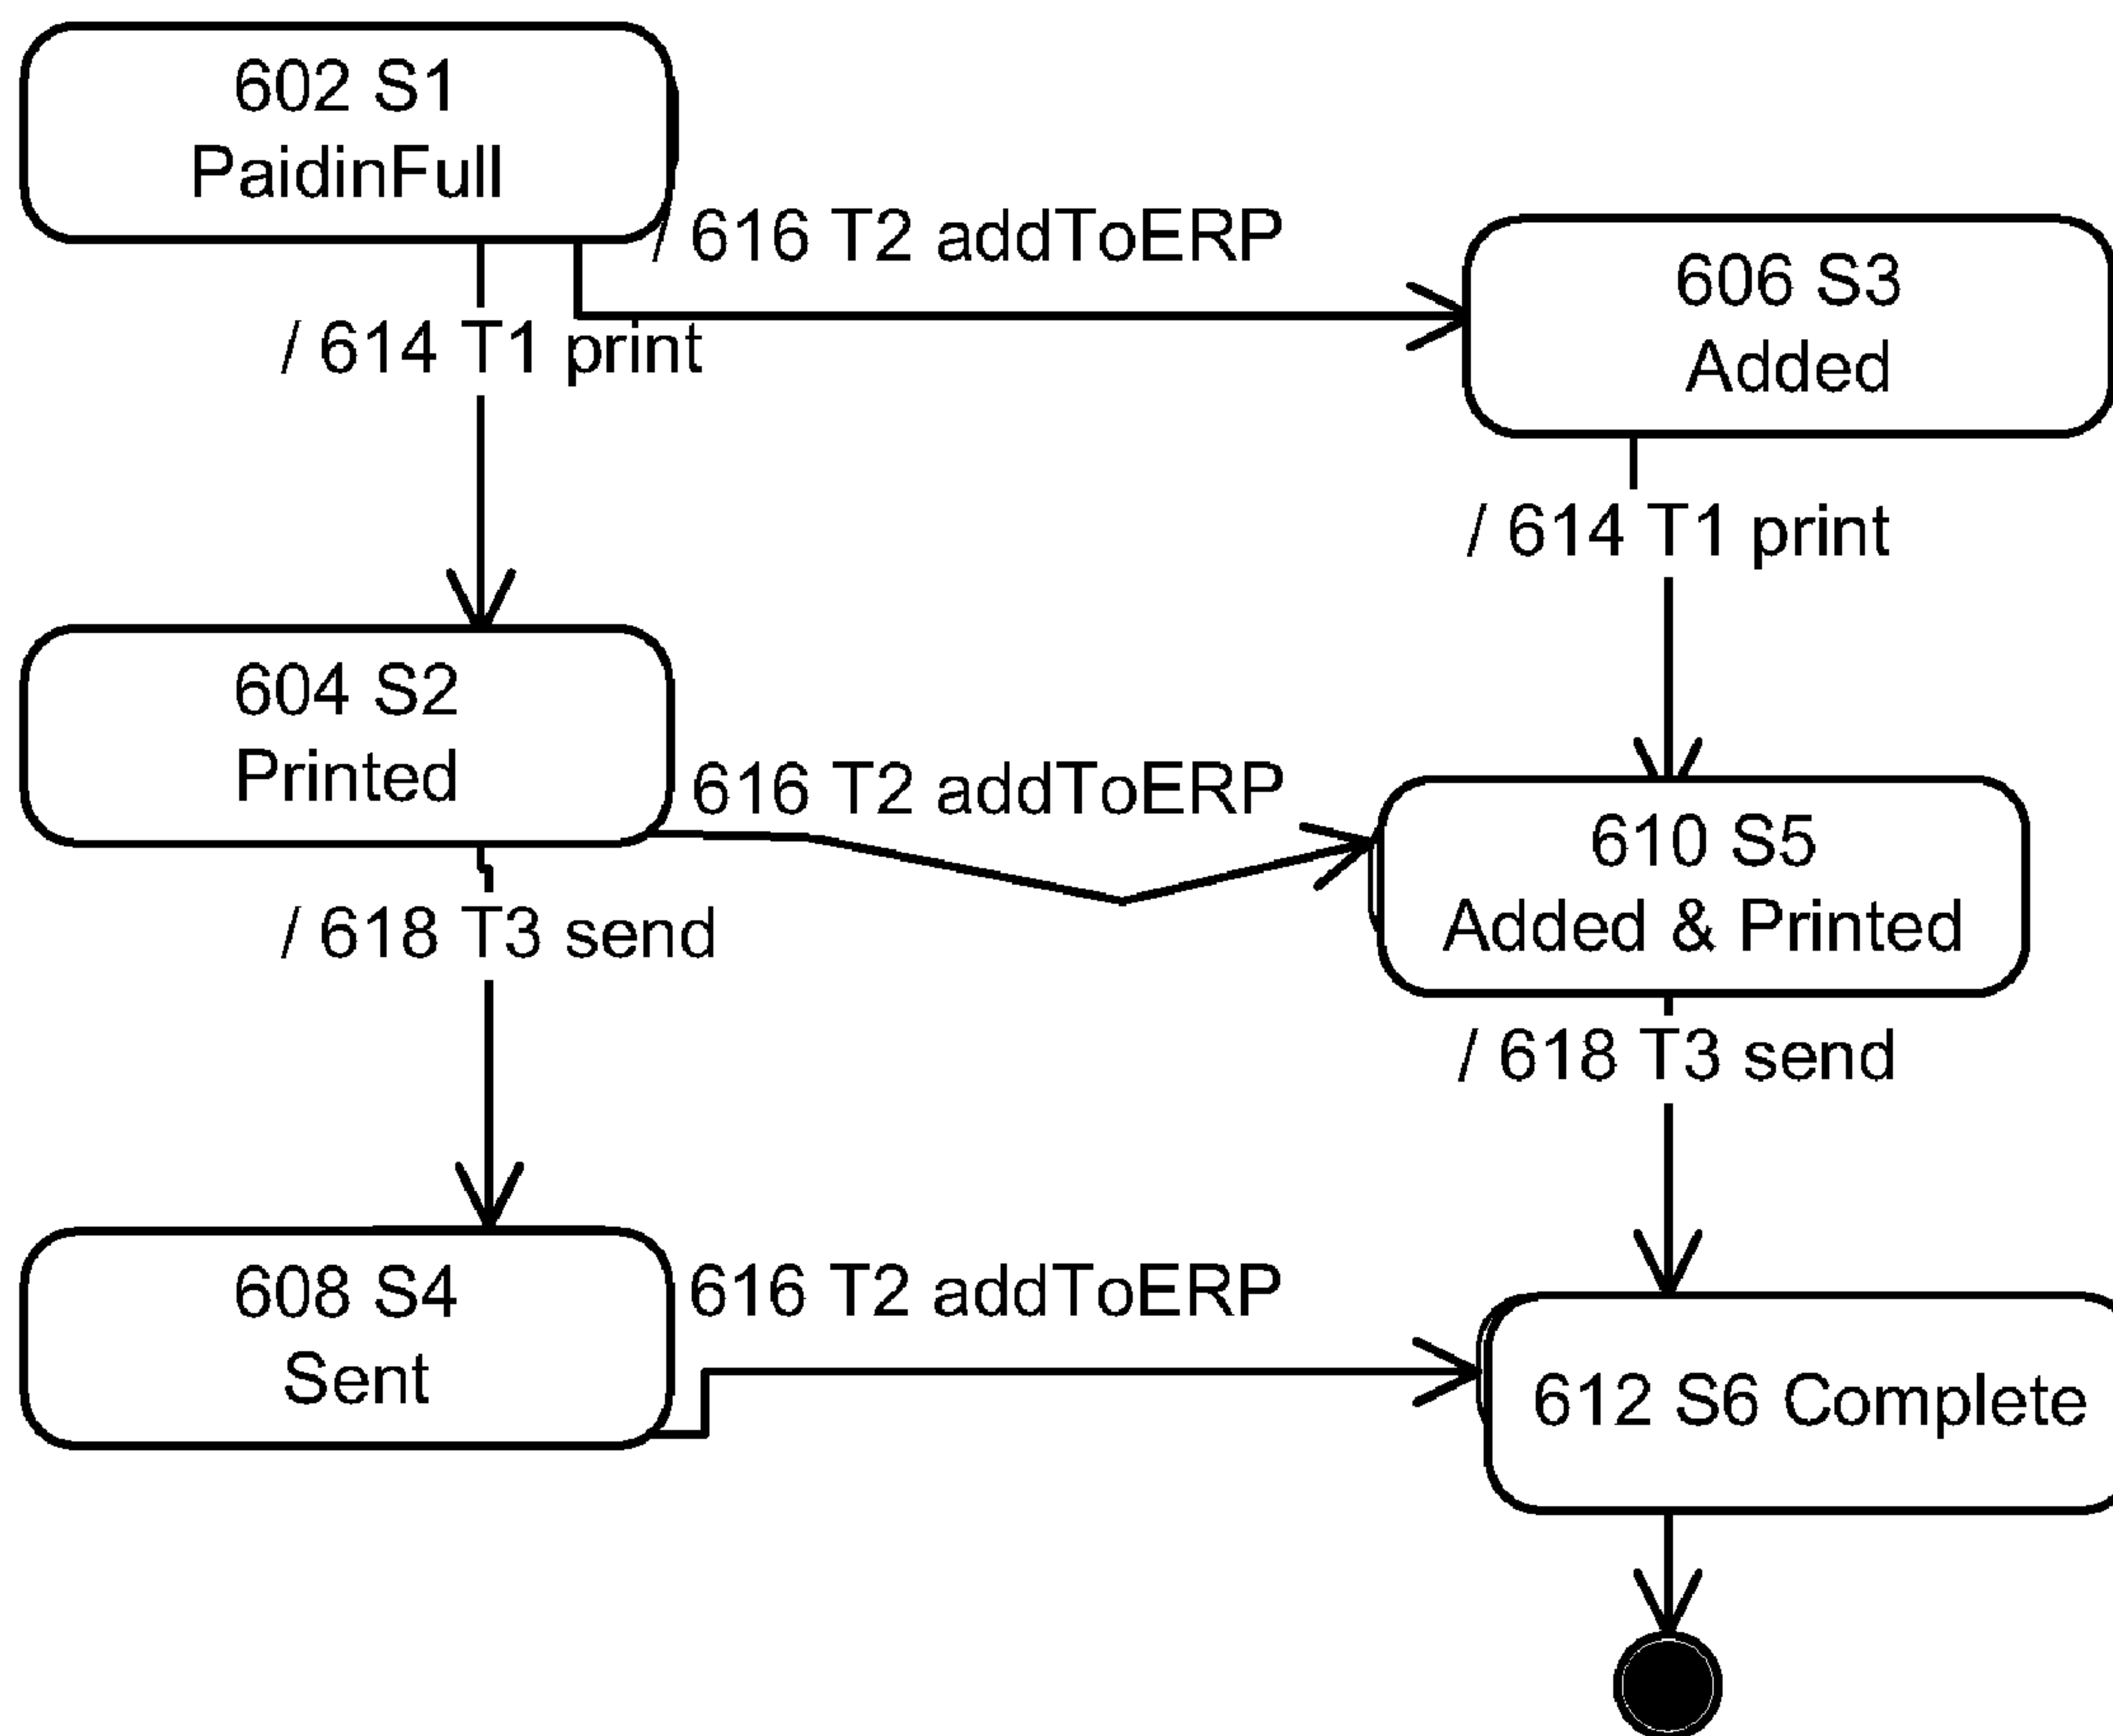 602 S1
PaidinFull
/ 616 T2 addToERP
606 S3
Added
/ 614 T1 print
/ 614 T1 print
604 S2
Printed
616 T2 addToERP
610 S5
Added & Printed
/ 618 T3 send
/ 618 T3 send
608 S4
Sent
616 T2 addToERP
612 S6 Complete